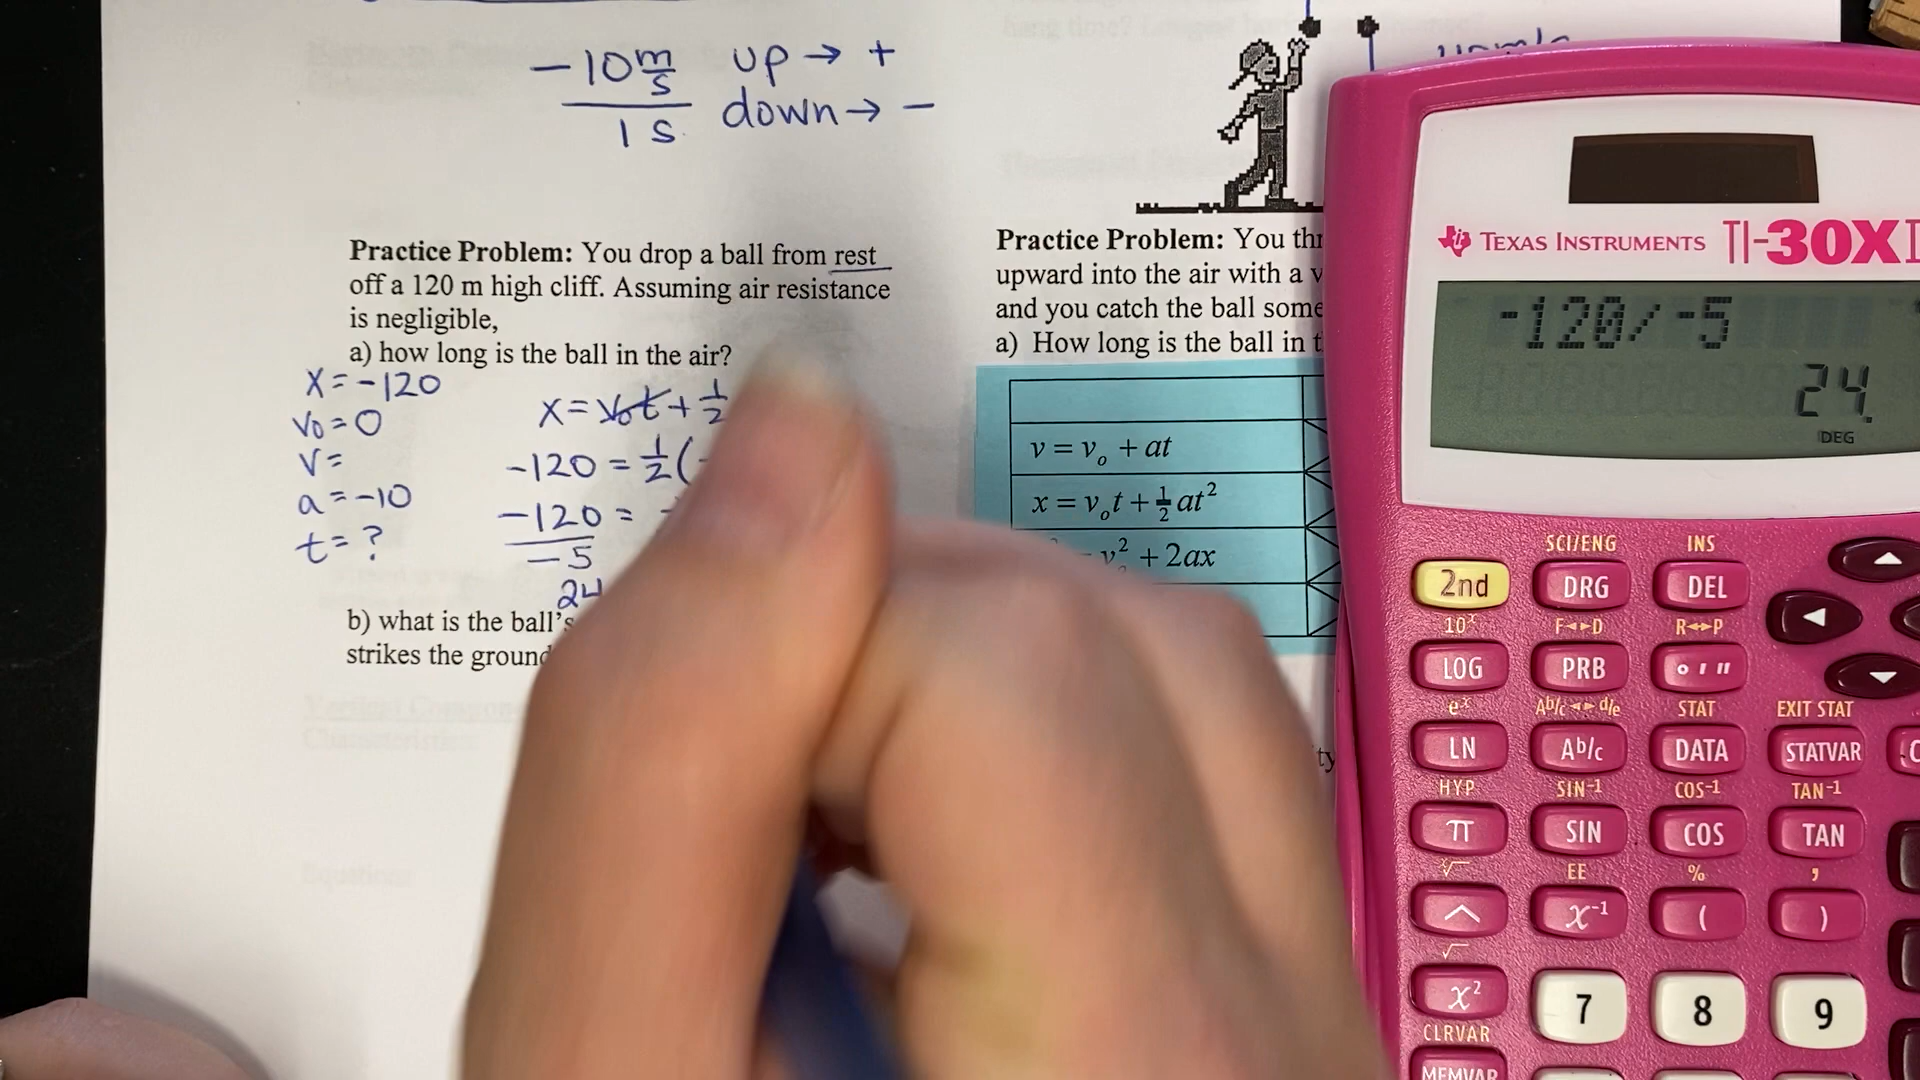 -10 m/s up → +
1 s down → -
Practice Problem: You drop a ball from rest
off a 120 m high cliff. Assuming air resistance
is negligible,
a) how long is the ball in the air?
x = -120
v₀ = 0
v =
a = -10
t = ?
x = v₀t + 1/2
-120 = 1/2 (
-120 =
-5
24
b) what is the ball's
strikes the ground
Practice Problem: You
upward into the air with a
and you catch the ball some
a) How long is the ball in
v = vₒ + at
x = vₒt + ½at²
+ 2ax
TEXAS INSTRUMENTS TI-30X
-120/-5
24.
DEG
SCI/ENG INS
2nd DRG DEL
10ˣ F◄►D R◄►P
LOG PRB ° ' "
eˣ Ab/c◄►d/e STAT EXIT STAT
LN Ab/c DATA STATVAR
HYP SIN⁻¹ COS⁻¹ TAN⁻¹
π SIN COS TAN
ˣ√ EE % ,
^ x⁻¹ ( )
√
x² 7 8 9
CLRVAR
MEMVAR